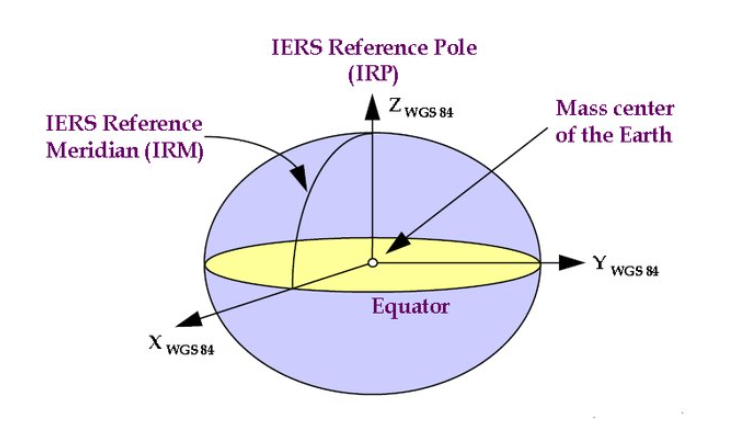 IERS Reference Pole
(IRP)
Z WGS 84
IERS Reference
Meridian (IRM)
Mass center
of the Earth
Y WGS 84
Equator
X WGS 84